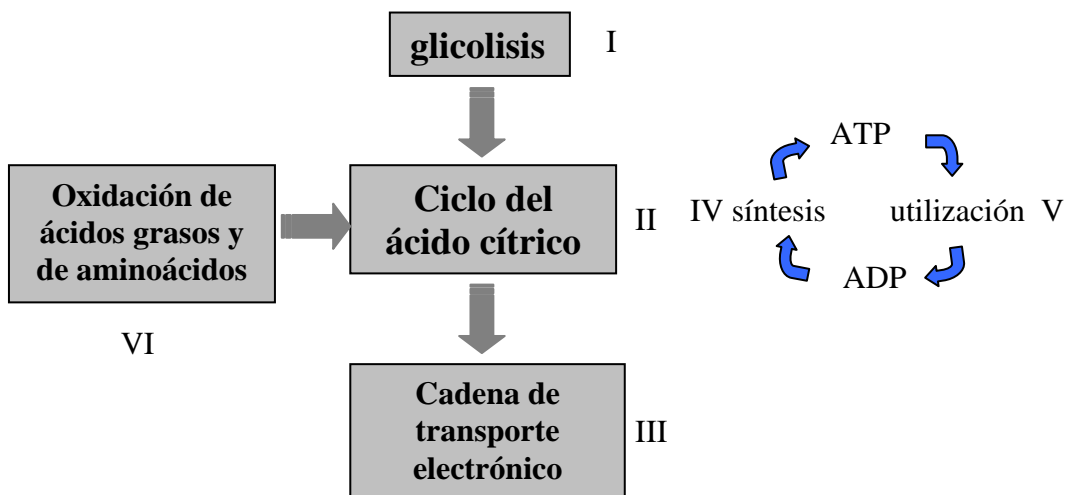 glicolisis I
ATP
Oxidación de
ácidos grasos y
de aminoácidos
Ciclo del
ácido cítrico
II
IV síntesis utilización V
ADP
VI
Cadena de
transporte
electrónico
III